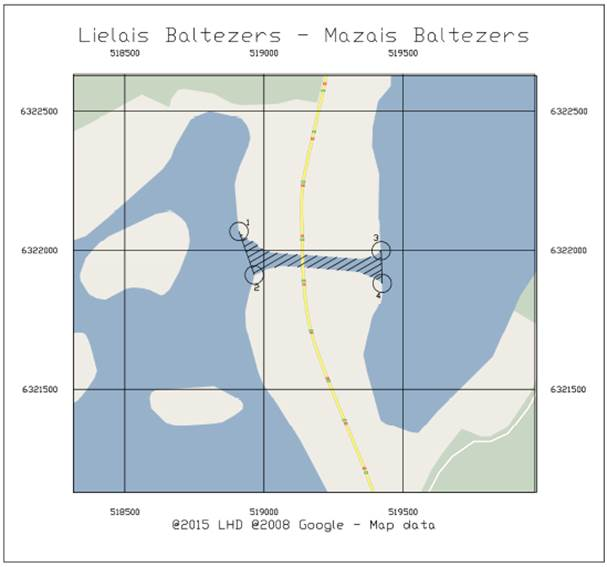 Lielais Baltezers - Mazais Baltezers
518500 519000 519500
6322500 6322500
1
3
6322000 6322000
2
4
6321500 6321500
518500 519000 519500
@2015 LHD @2008 Google - Map data